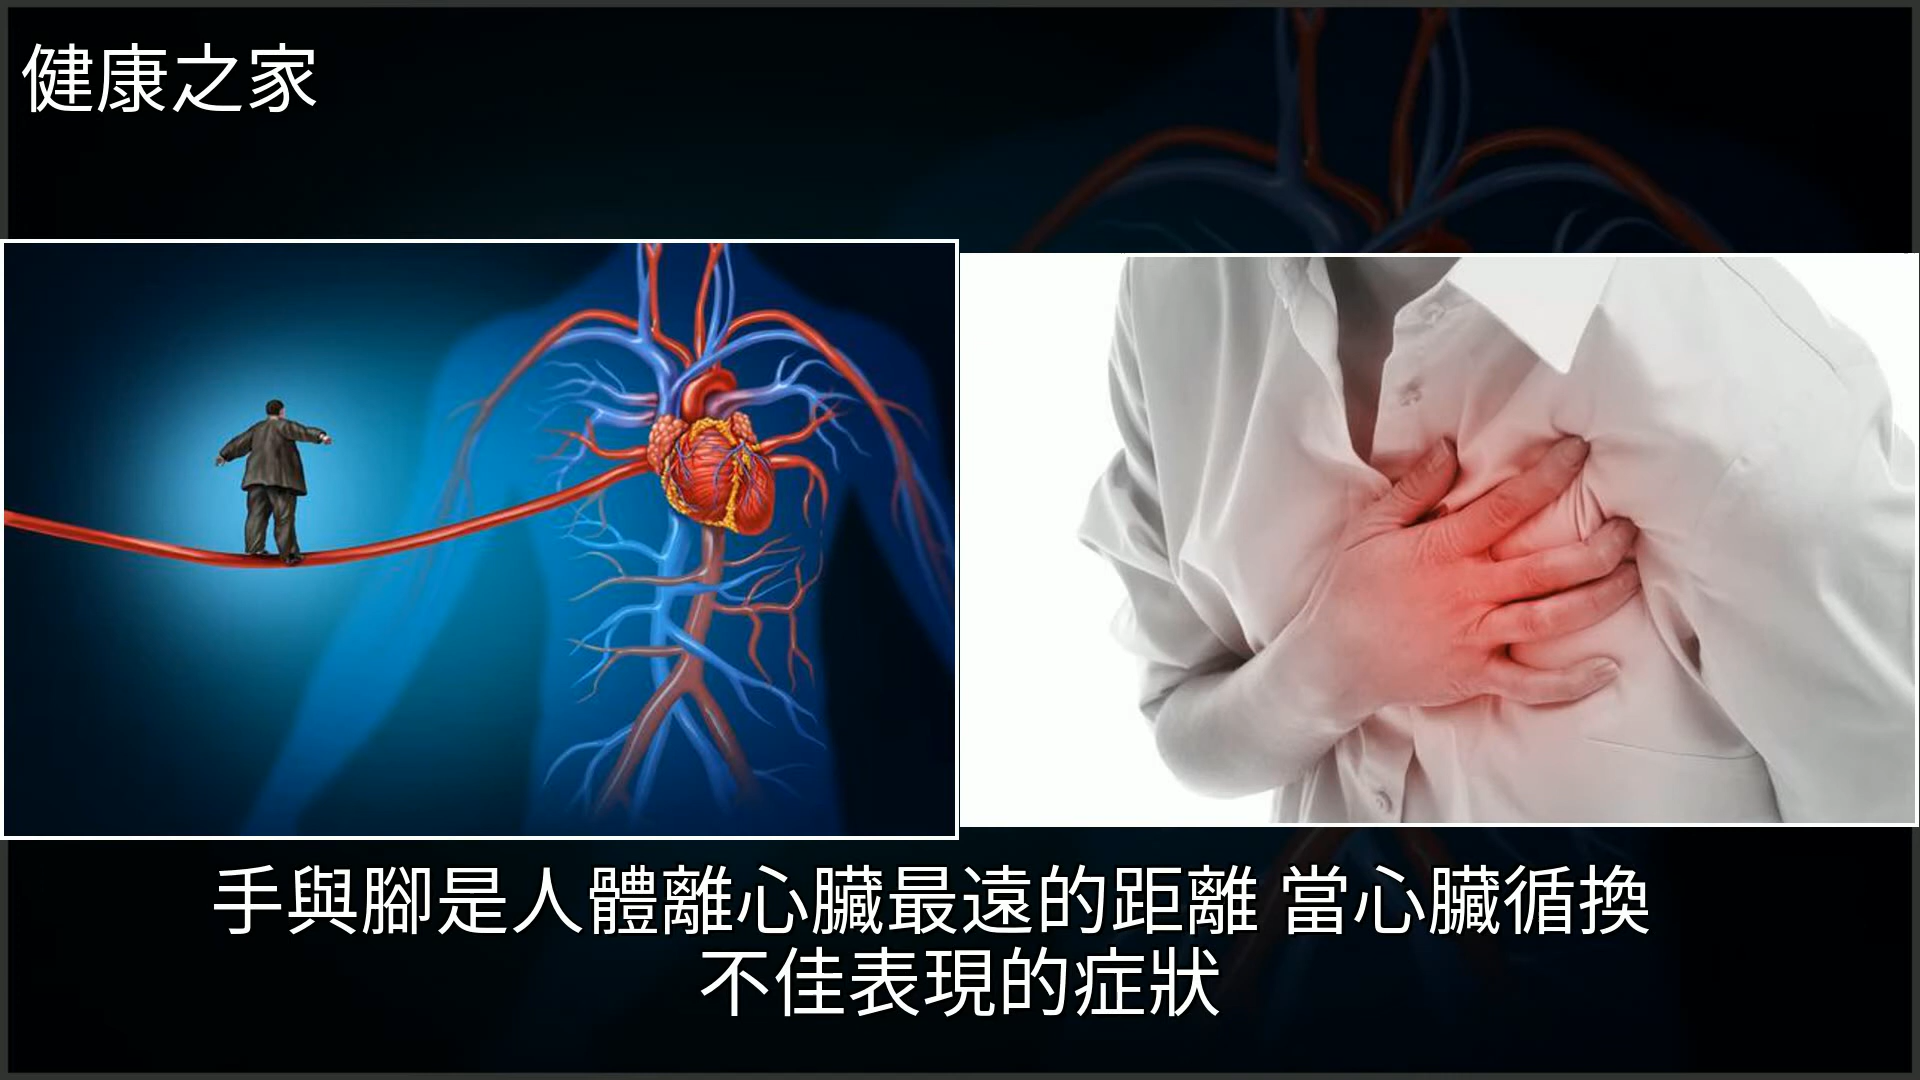 健康之家
手與腳是人體離心臟最遠的距離 當心臟循換
不佳表現的症狀